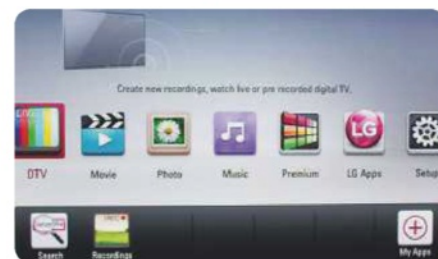 Create new recordings, watch live or pre recorded digital TV.
LG
DTV Movie Photo Music Premium LG Apps Setup
Search Recordings My Apps